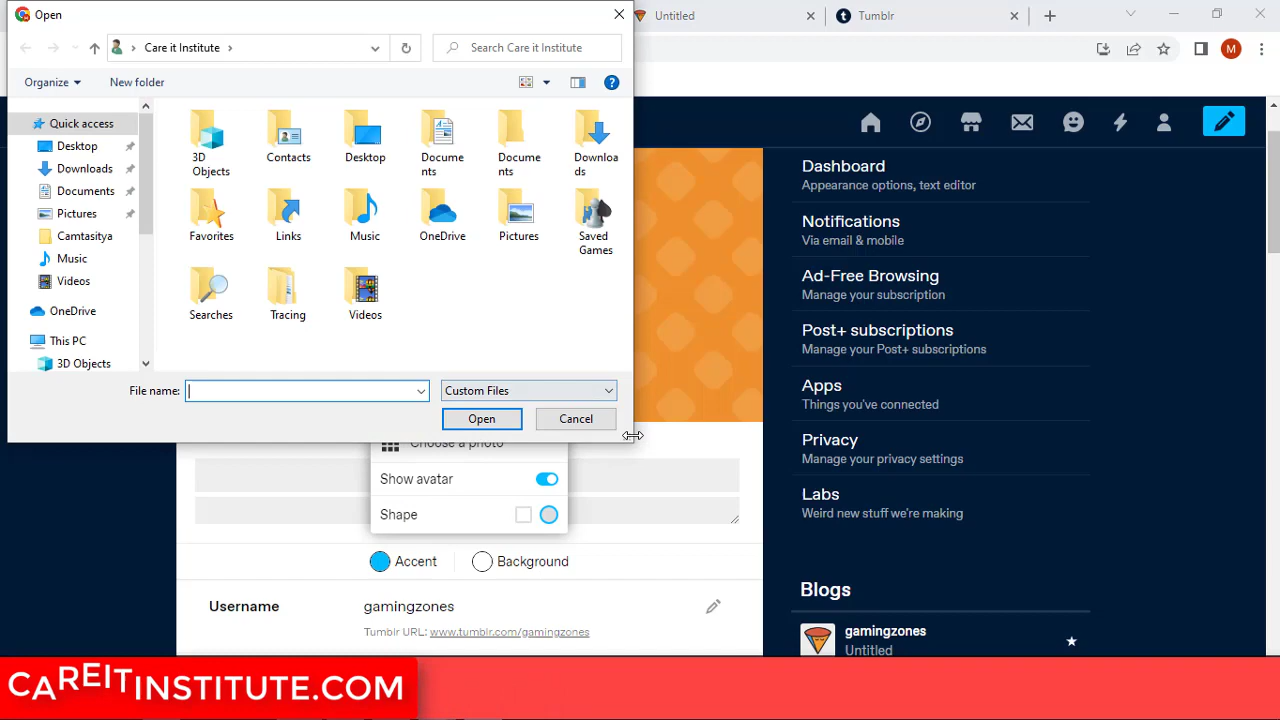 Open
Untitled
Tumblr
Care it Institute
Search Care it Institute
M
Organize
New folder
Quick access
Desktop
Downloads
Documents
Pictures
Camtasitya
Music
Videos
OneDrive
This PC
3D Objects
3D
Objects
Contacts
Desktop
Docume
nts
Docume
nts
Downloa
ds
Favorites
Links
Music
OneDrive
Pictures
Saved
Games
Searches
Tracing
Videos
File name:
Custom Files
Open
Cancel
Choose a photo
Show avatar
Shape
Accent
Background
Username
gamingzones
Tumblr URL: www.tumblr.com/gamingzones
Dashboard
Appearance options, text editor
Notifications
Via email & mobile
Ad-Free Browsing
Manage your subscription
Post+ subscriptions
Manage your Post+ subscriptions
Apps
Things you've connected
Privacy
Manage your privacy settings
Labs
Weird new stuff we're making
Blogs
gamingzones
Untitled
CAREITINSTITUTE.COM